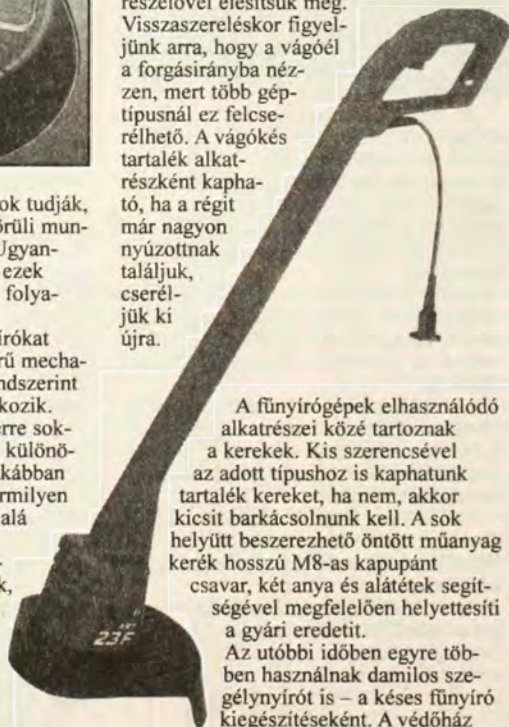 reszelővel élesítsük meg.
Visszaszereléskor figyel-
jünk arra, hogy a vágóél
a forgásirányba néz-
zen, mert több gép-
típusnál ez felcse-
rélhető. A vágókés
tartalék alkat-
részként kapha-
tó, ha a régit
már nagyon
nyúzottnak
találjuk,
cserél-
jük ki
újra.
ok tudják,
örüli mun-
Ugyan-
ezek
folya-
írókat
rű mecha-
ndszerint
kozik.
erre sok-
különö-
kábban
rmilyen
alá
k,
A fűnyírógépek elhasználódó
alkatrészei közé tartoznak
a kerekek. Kis szerencsével
az adott típushoz is kaphatunk
tartalék kereket, ha nem, akkor
kicsit barkácsolnunk kell. A sok
helyütt beszerezhető öntött műanyag
kerék hosszú M8-as kapupánt
csavar, két anya és alátétek segít-
ségével megfelelően helyettesíti
a gyári eredetit.
Az utóbbi időben egyre töb-
ben használnak damilos sze-
gélynyírót is – a késes fűnyíró
kiegészítéseként. A védőház
23F